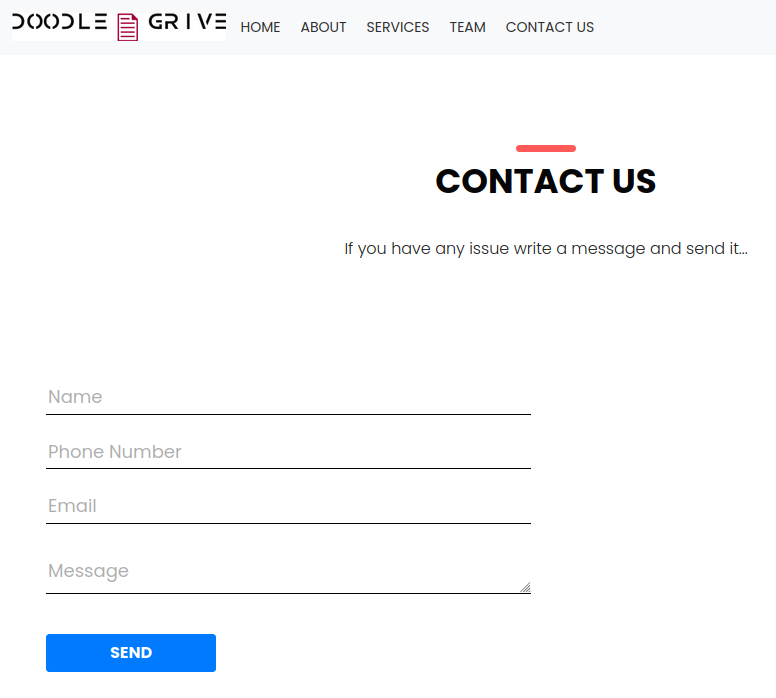 DOODLE GRIVE HOME ABOUT SERVICES TEAM CONTACT US
CONTACT US
If you have any issue write a message and send it...
Name
Phone Number
Email
Message
SEND